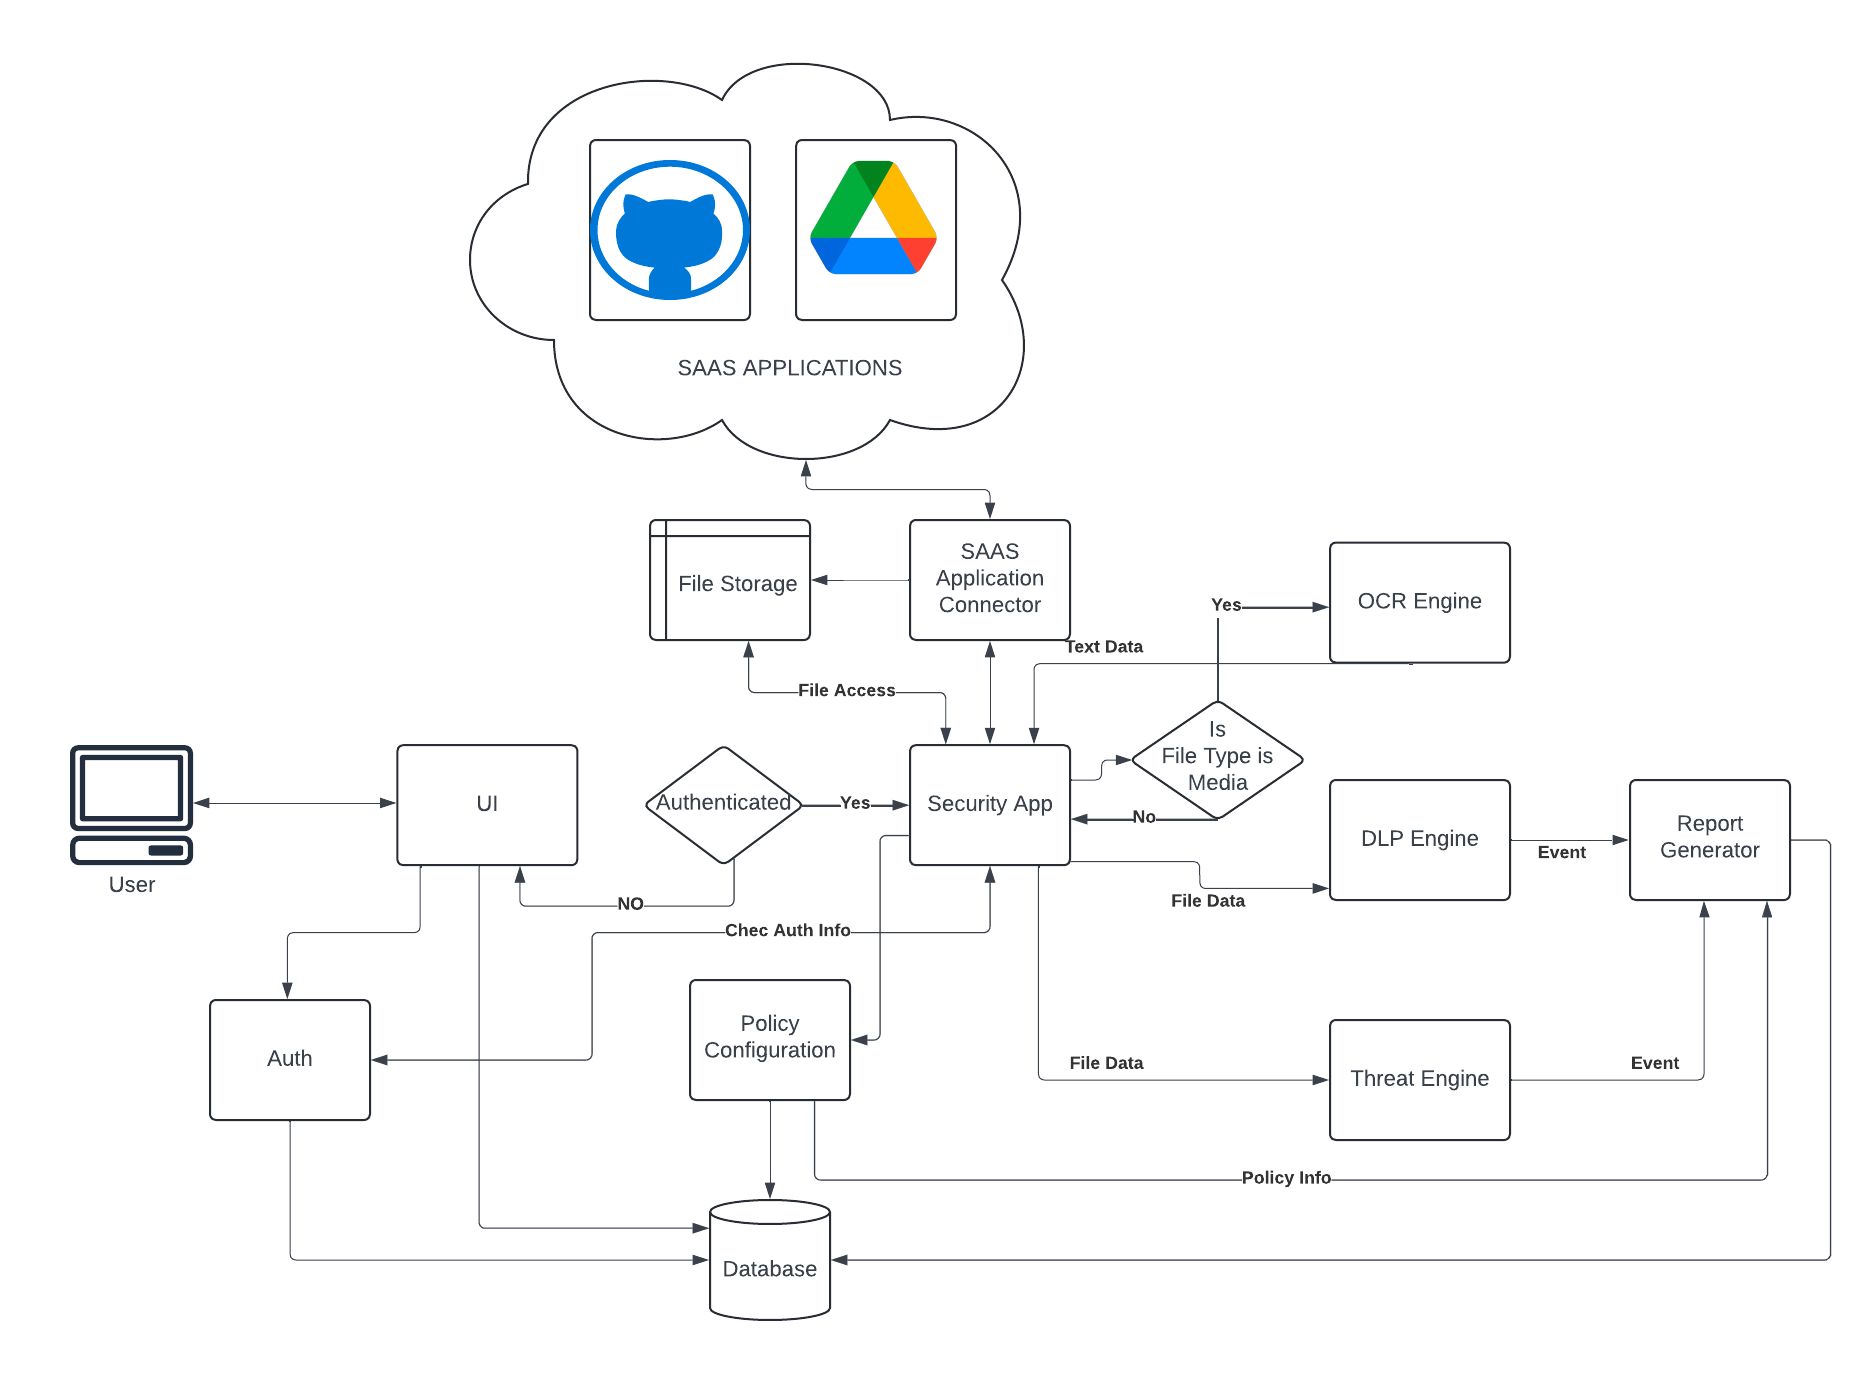 SAAS APPLICATIONS
SAAS
Application
Connector
File Storage
Yes
OCR Engine
Text Data
File Access
Is
File Type is
Media
UI
Authenticated
Yes
Security App
No
DLP Engine
Event
Report
Generator
User
NO
File Data
Chec Auth Info
Policy
Configuration
Auth
File Data
Threat Engine
Event
Policy Info
Database